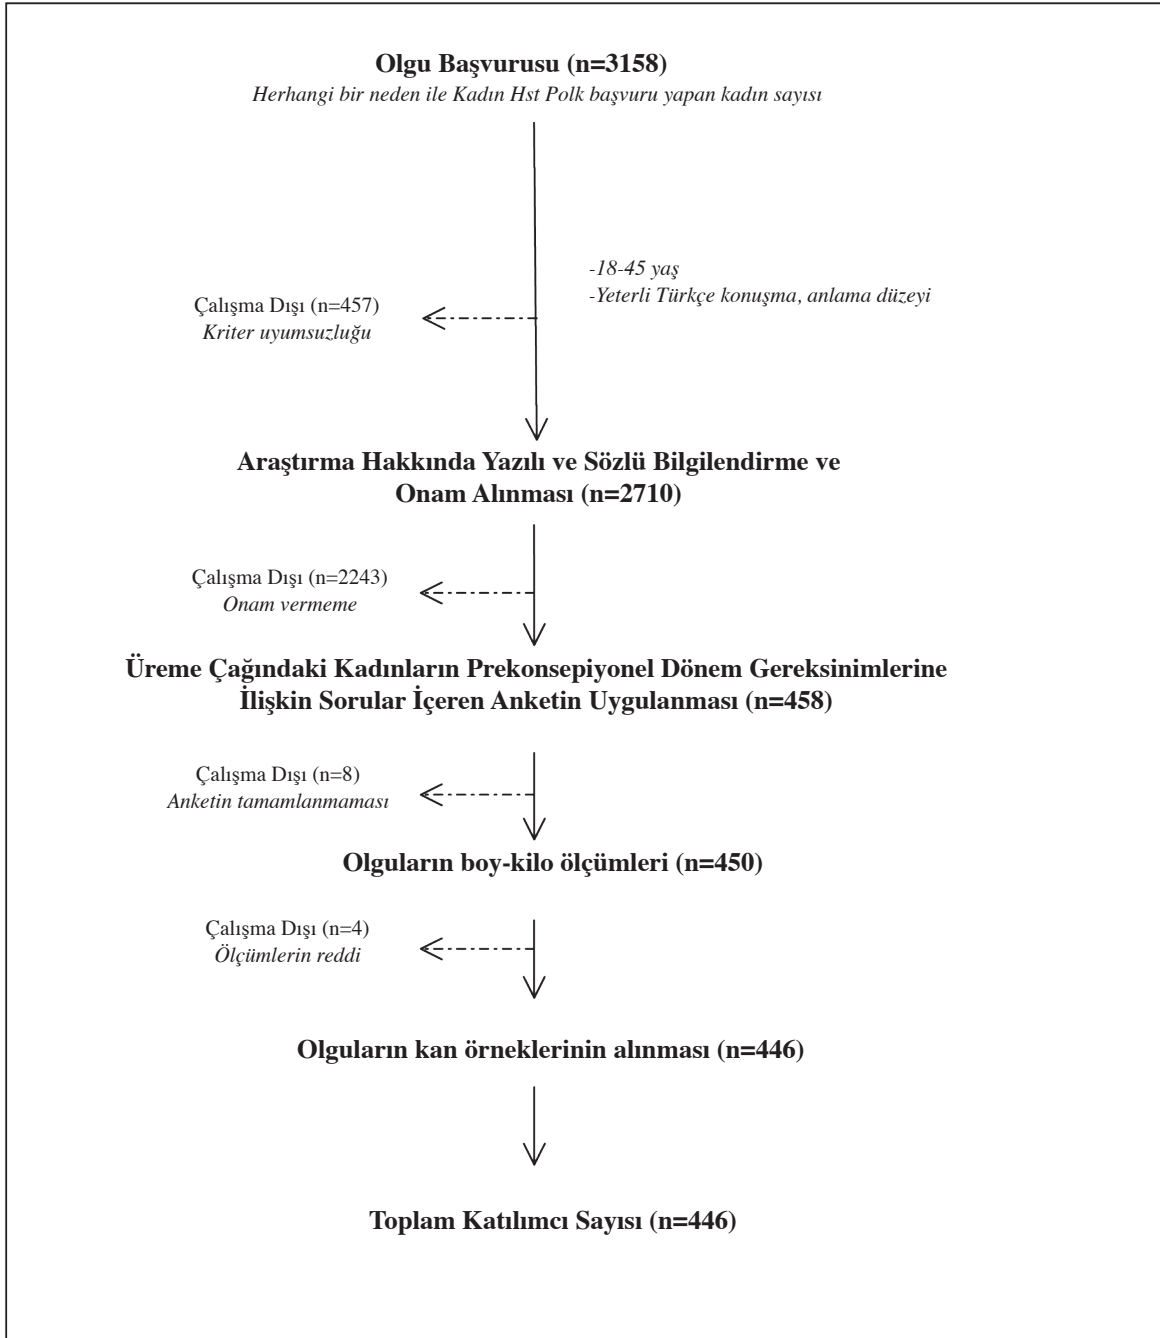 Olgu Başvurusu (n=3158)
Herhangi bir neden ile Kadın Hst Polk başvuru yapan kadın sayısı
-18-45 yaş
-Yeterli Türkçe konuşma, anlama düzeyi
Çalışma Dışı (n=457)
Kriter uyumsuzluğu
Araştırma Hakkında Yazılı ve Sözlü Bilgilendirme ve
Onam Alınması (n=2710)
Çalışma Dışı (n=2243)
Onam vermeme
Üreme Çağındaki Kadınların Prekonsepiyonel Dönem Gereksinimlerine
İlişkin Sorular İçeren Anketin Uygulanması (n=458)
Çalışma Dışı (n=8)
Anketin tamamlanmaması
Olguların boy-kilo ölçümleri (n=450)
Çalışma Dışı (n=4)
Ölçümlerin reddi
Olguların kan örneklerinin alınması (n=446)
Toplam Katılımcı Sayısı (n=446)